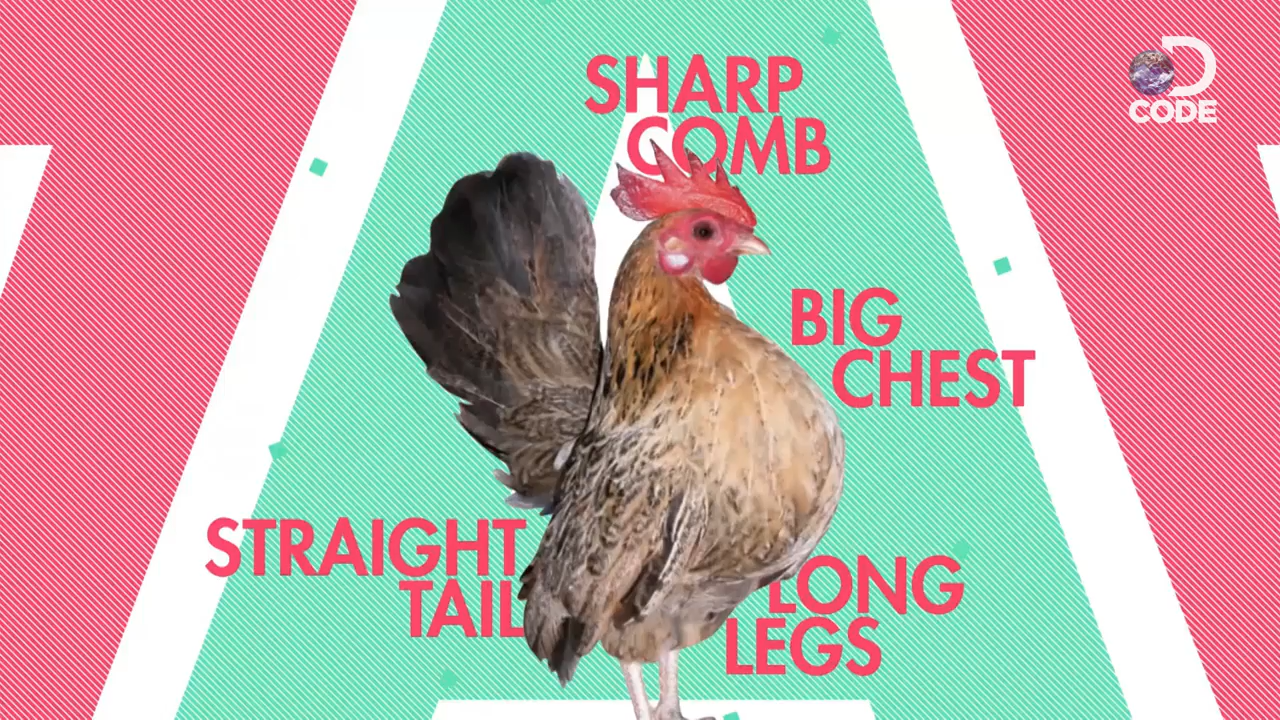 CODE
SHARP
COMB
BIG
CHEST
STRAIGHT
TAIL
LONG
LEGS